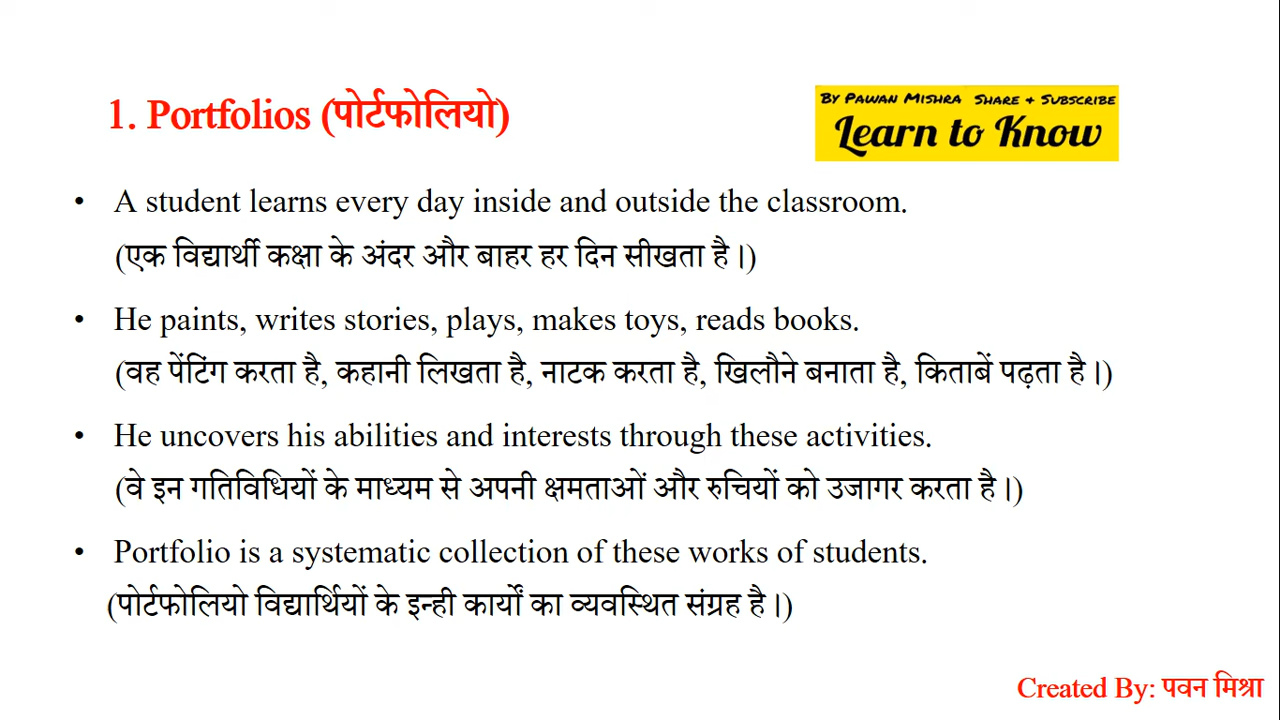 1. Portfolios (पोर्टफोलियो)
By Pawan Mishra Share & Subscribe
Learn to Know
• A student learns every day inside and outside the classroom.
(एक विद्यार्थी कक्षा के अंदर और बाहर हर दिन सीखता है।)
• He paints, writes stories, plays, makes toys, reads books.
(वह पेंटिंग करता है, कहानी लिखता है, नाटक करता है, खिलौने बनाता है, किताबें पढ़ता है।)
• He uncovers his abilities and interests through these activities.
(वे इन गतिविधियों के माध्यम से अपनी क्षमताओं और रुचियों को उजागर करता है।)
• Portfolio is a systematic collection of these works of students.
(पोर्टफोलियो विद्यार्थियों के इन्ही कार्यों का व्यवस्थित संग्रह है।)
Created By: पवन मिश्रा